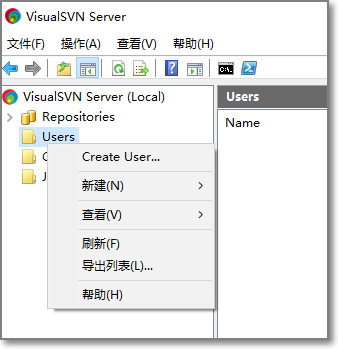 VisualSVN Server
文件(F) 操作(A) 查看(V) 帮助(H)
VisualSVN Server (Local)
Repositories
Users
Create User...
新建(N)
查看(V)
刷新(F)
导出列表(L)...
帮助(H)
Users
Name